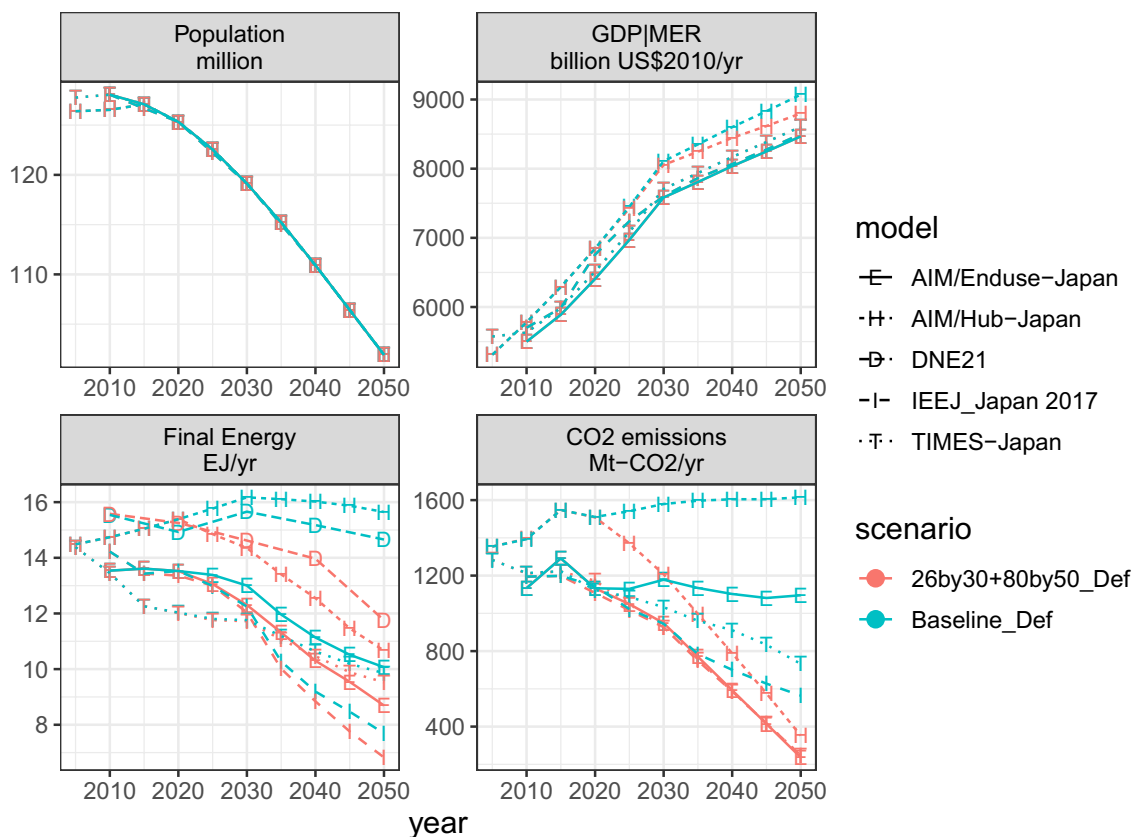 Population
million
GDP|MER
billion US$2010/yr
120
110
9000
8000
7000
6000
2010 2020 2030 2040 2050
2010 2020 2030 2040 2050
Final Energy
EJ/yr
CO2 emissions
Mt−CO2/yr
16
14
12
10
8
1600
1200
800
400
2010 2020 2030 2040 2050
2010 2020 2030 2040 2050
year
model
E AIM/Enduse−Japan
H AIM/Hub−Japan
D DNE21
I IEEJ_Japan 2017
T TIMES−Japan
scenario
26by30+80by50_Def
Baseline_Def